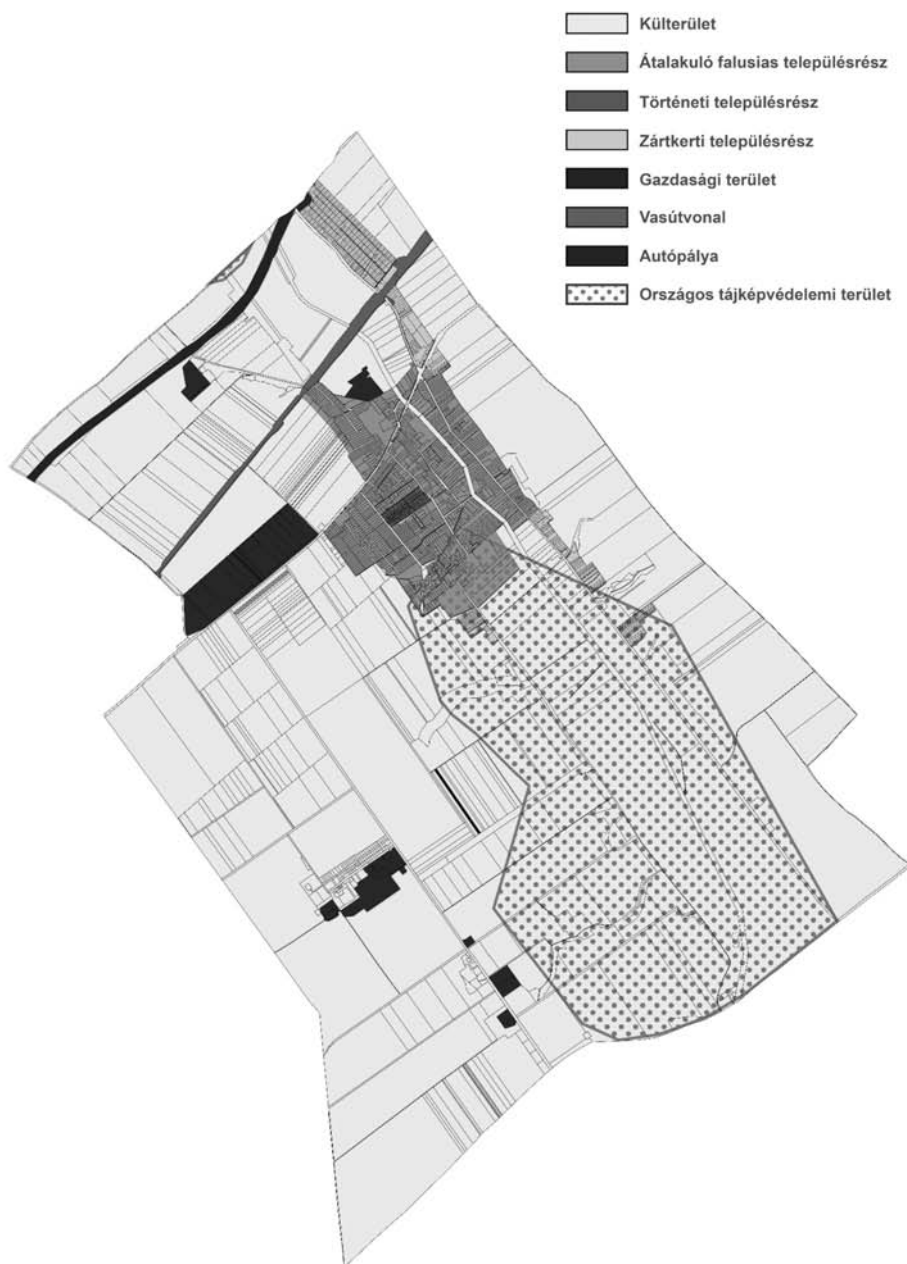 Külterület
Átalakuló falusias településrész
Történeti településrész
Zártkerti településrész
Gazdasági terület
Vasútvonal
Autópálya
Országos tájképvédelemi terület